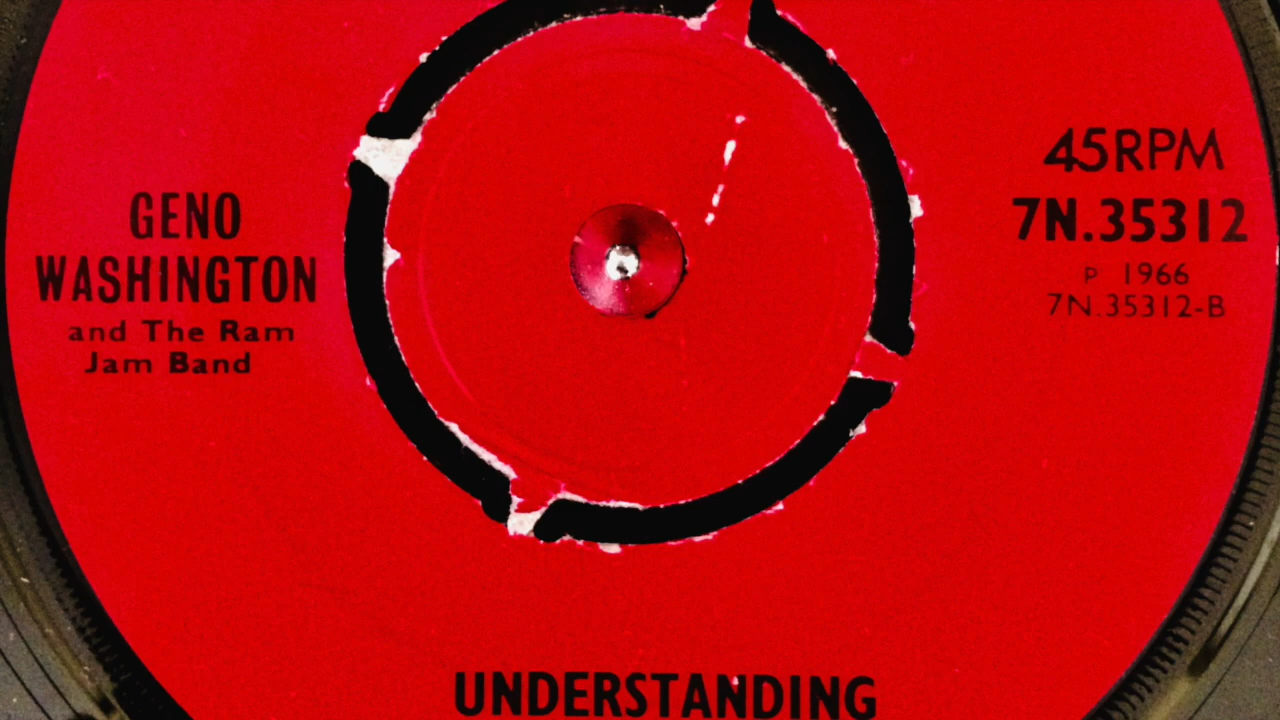 GENO
WASHINGTON
and The Ram
Jam Band
45RPM
7N.35312
P 1966
7N.35312-B
UNDERSTANDING